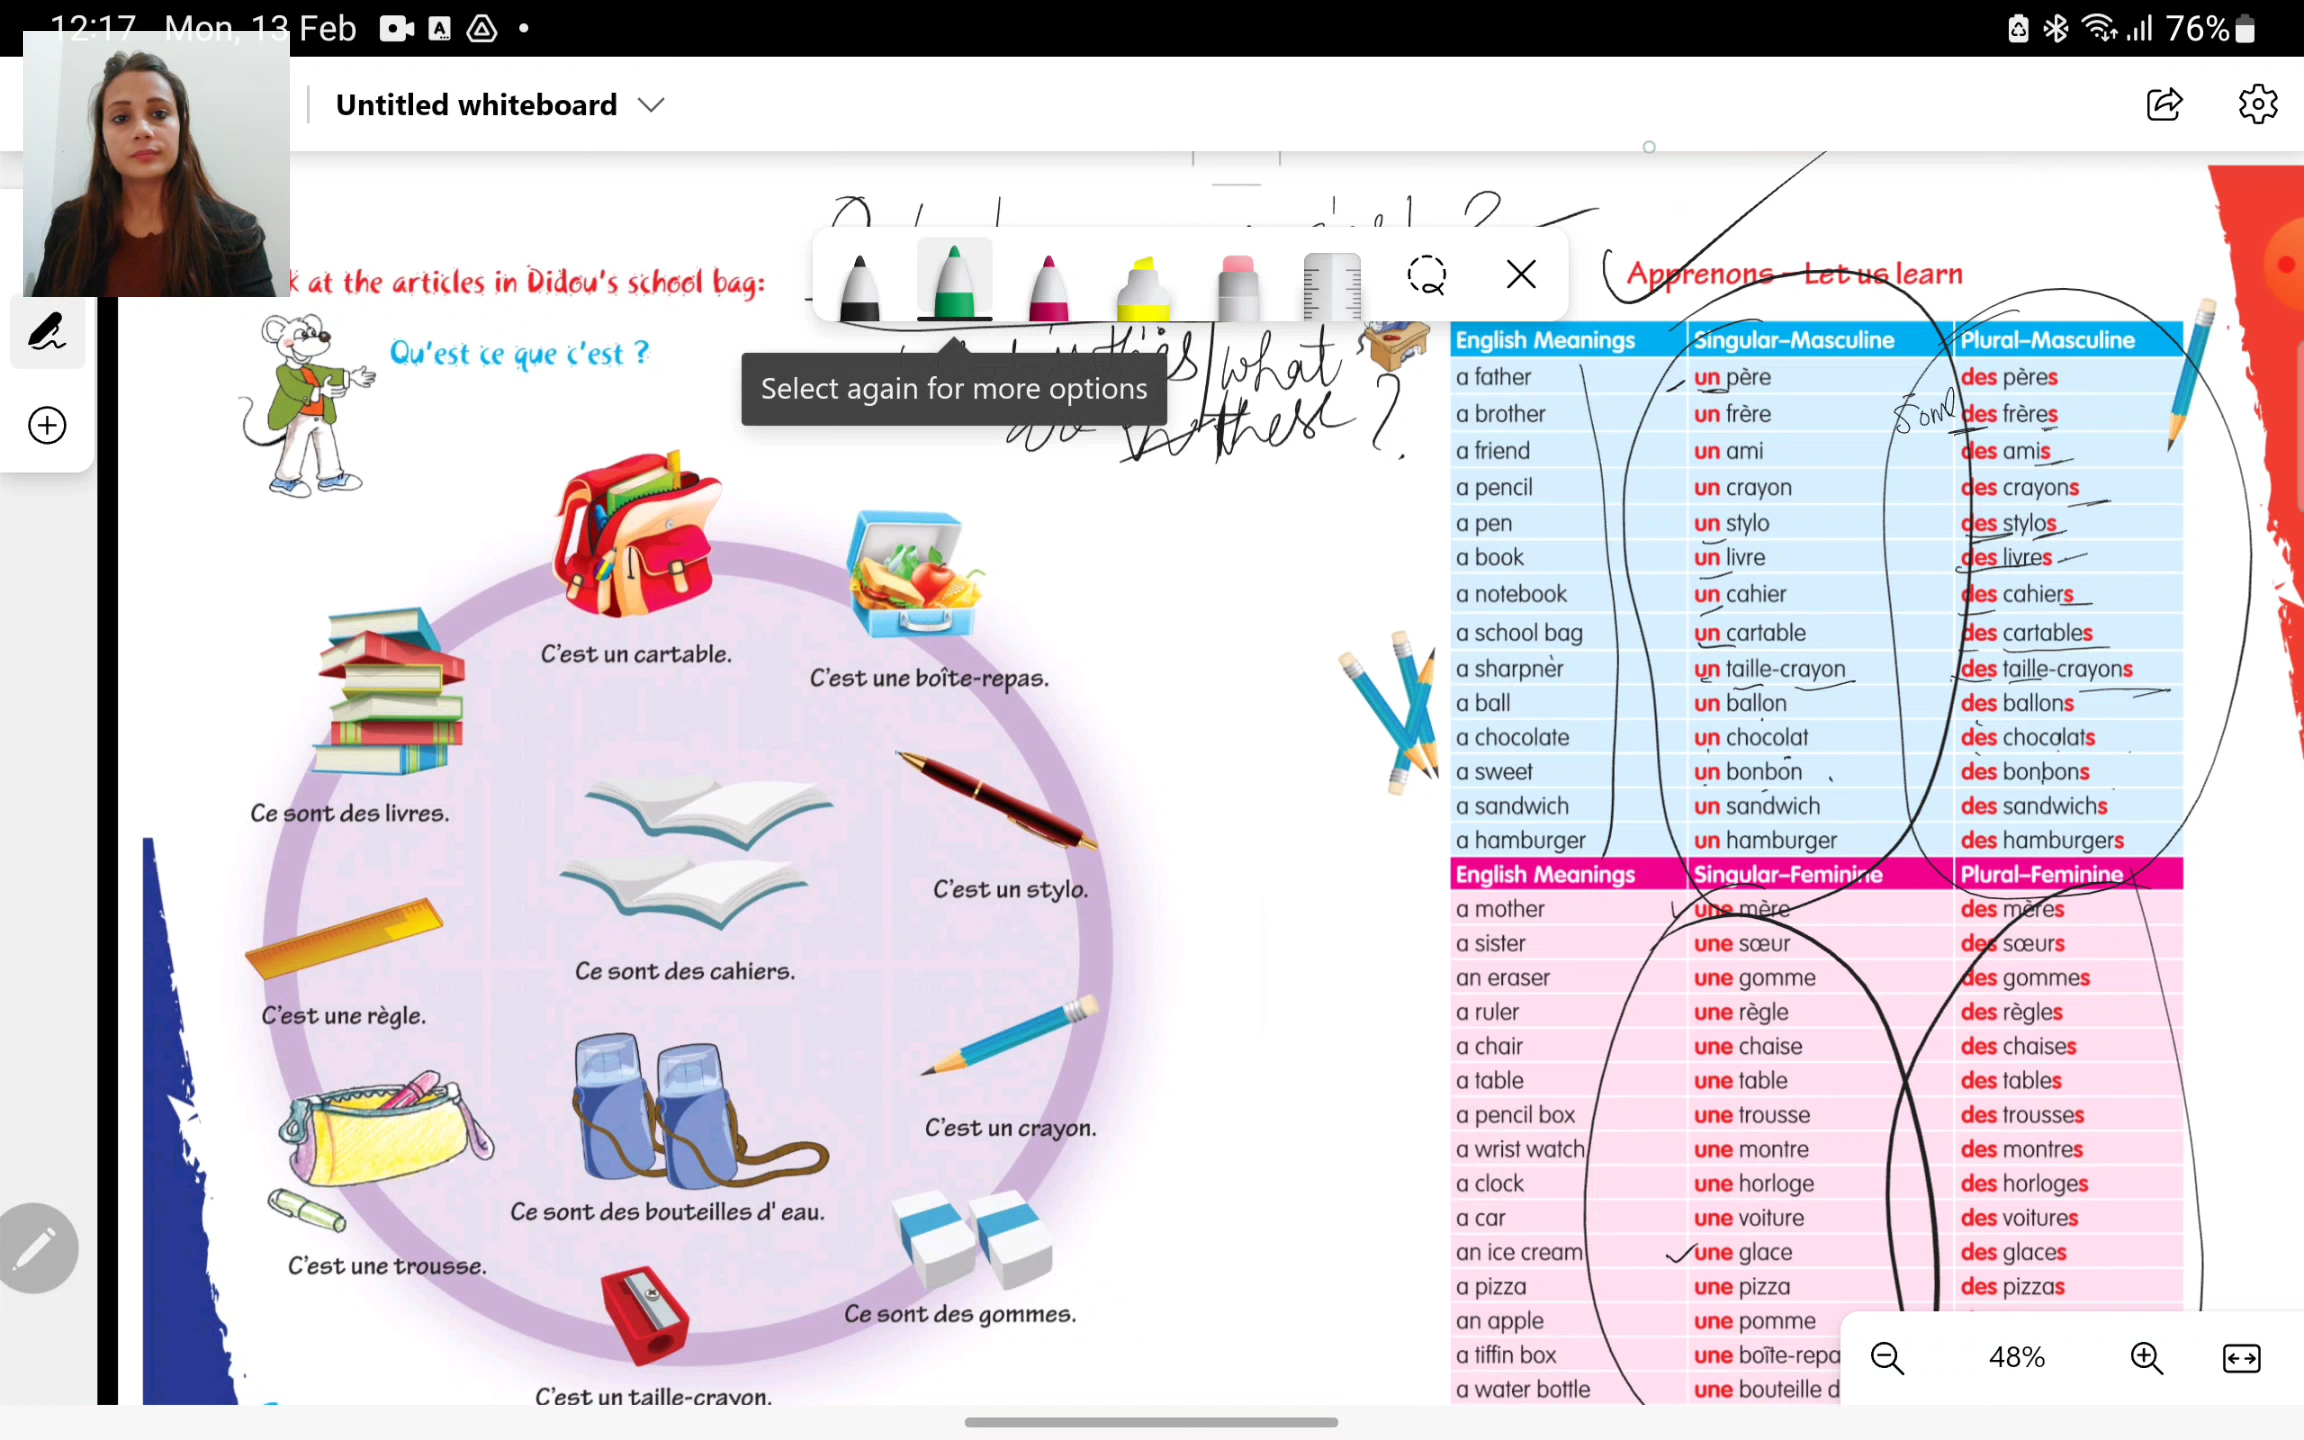 12:17 Mon, 13 Feb
76%
Untitled whiteboard
k at the articles in Didou's school bag:
Qu'est ce que c'est ?
Select again for more options
what
these ?
C'est un cartable.
C'est une boîte-repas.
Ce sont des livres.
C'est un stylo.
Ce sont des cahiers.
C'est une règle.
C'est un crayon.
Ce sont des bouteilles d' eau.
C'est une trousse.
Ce sont des gommes.
C'est un taille-crayon.
Apprenons – Let us learn
English Meanings Singular–Masculine Plural–Masculine
a father un père des pères
a brother un frère des frères
a friend un ami des amis
a pencil un crayon des crayons
a pen un stylo des stylos
a book un livre des livres
a notebook un cahier des cahiers
a school bag un cartable des cartables
a sharpner un taille-crayon des taille-crayons
a ball un ballon des ballons
a chocolate un chocolat des chocolats
a sweet un bonbon des bonbons
a sandwich un sandwich des sandwichs
a hamburger un hamburger des hamburgers
English Meanings Singular–Feminine Plural–Feminine
a mother une mère des mères
a sister une sœur des sœurs
an eraser une gomme des gommes
a ruler une règle des règles
a chair une chaise des chaises
a table une table des tables
a pencil box une trousse des trousses
a wrist watch une montre des montres
a clock une horloge des horloges
a car une voiture des voitures
an ice cream une glace des glaces
a pizza une pizza des pizzas
an apple une pomme
a tiffin box une boîte-repa
a water bottle une bouteille d
48%